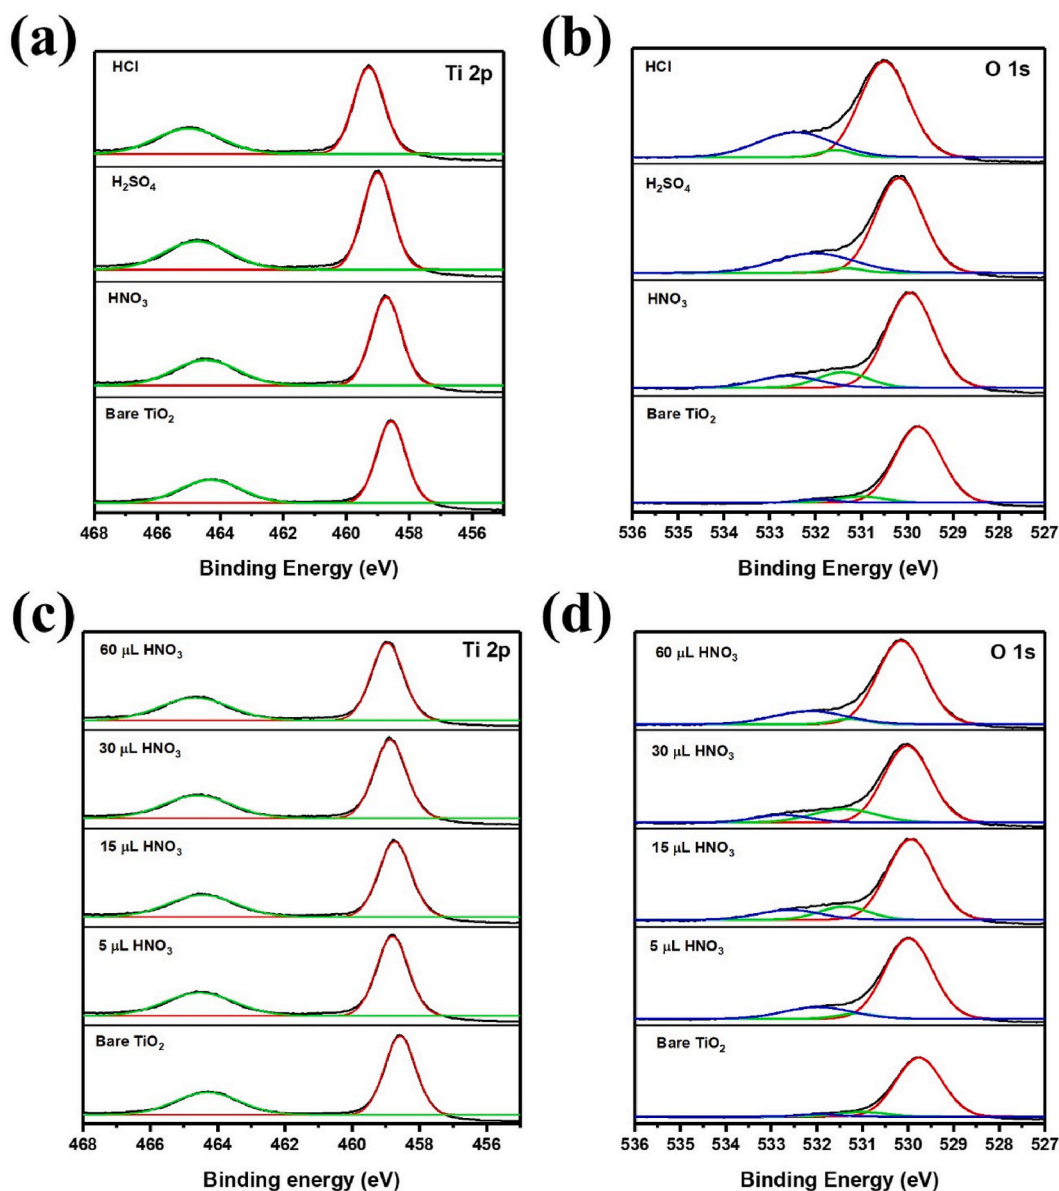 (a)
Ti 2p
HCl
H₂SO₄
HNO₃
Bare TiO₂
468 466 464 462 460 458 456
Binding Energy (eV)
(b)
O 1s
HCl
H₂SO₄
HNO₃
Bare TiO₂
536 535 534 533 532 531 530 529 528 527
Binding Energy (eV)
(c)
Ti 2p
60 μL HNO₃
30 μL HNO₃
15 μL HNO₃
5 μL HNO₃
Bare TiO₂
468 466 464 462 460 458 456
Binding energy (eV)
(d)
O 1s
60 μL HNO₃
30 μL HNO₃
15 μL HNO₃
5 μL HNO₃
Bare TiO₂
536 535 534 533 532 531 530 529 528 527
Binding Energy (eV)